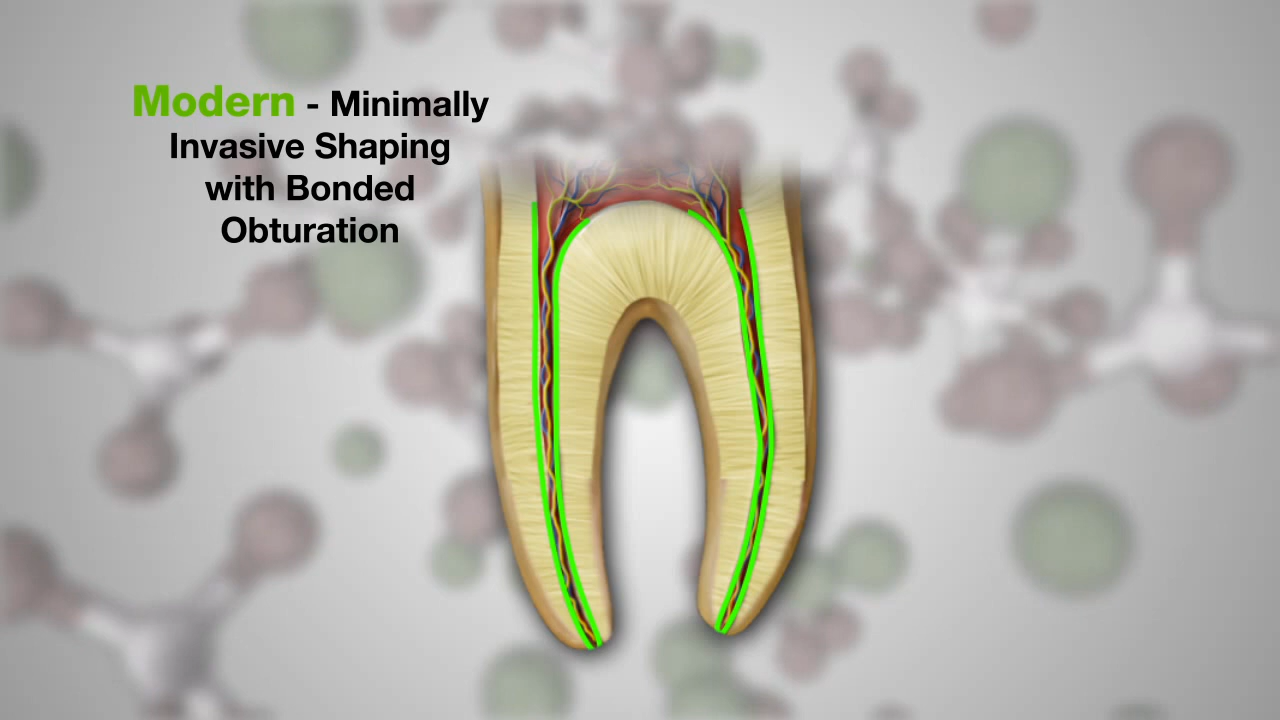 Modern - Minimally
Invasive Shaping
with Bonded
Obturation